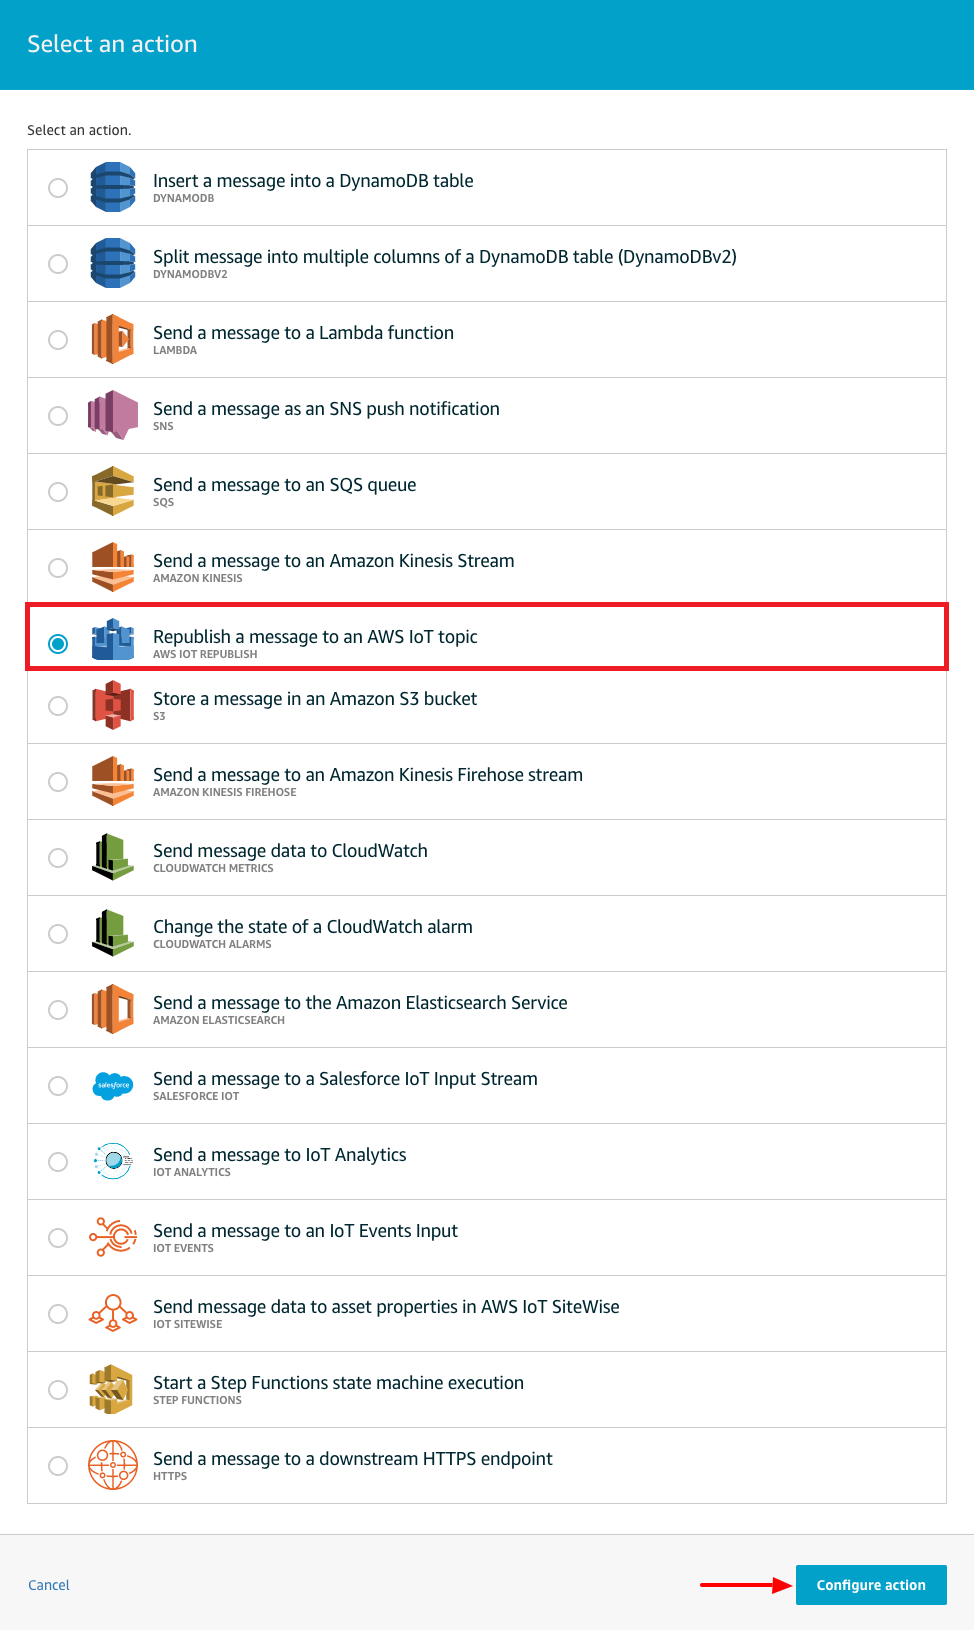 Select an action
Select an action.
Insert a message into a DynamoDB table
DYNAMODB
Split message into multiple columns of a DynamoDB table (DynamoDBv2)
DYNAMODBV2
Send a message to a Lambda function
LAMBDA
Send a message as an SNS push notification
SNS
Send a message to an SQS queue
SQS
Send a message to an Amazon Kinesis Stream
AMAZON KINESIS
Republish a message to an AWS IoT topic
AWS IOT REPUBLISH
Store a message in an Amazon S3 bucket
S3
Send a message to an Amazon Kinesis Firehose stream
AMAZON KINESIS FIREHOSE
Send message data to CloudWatch
CLOUDWATCH METRICS
Change the state of a CloudWatch alarm
CLOUDWATCH ALARMS
Send a message to the Amazon Elasticsearch Service
AMAZON ELASTICSEARCH
salesforce
Send a message to a Salesforce IoT Input Stream
SALESFORCE IOT
Send a message to IoT Analytics
IOT ANALYTICS
Send a message to an IoT Events Input
IOT EVENTS
Send message data to asset properties in AWS IoT SiteWise
IOT SITEWISE
Start a Step Functions state machine execution
STEP FUNCTIONS
Send a message to a downstream HTTPS endpoint
HTTPS
Cancel
Configure action